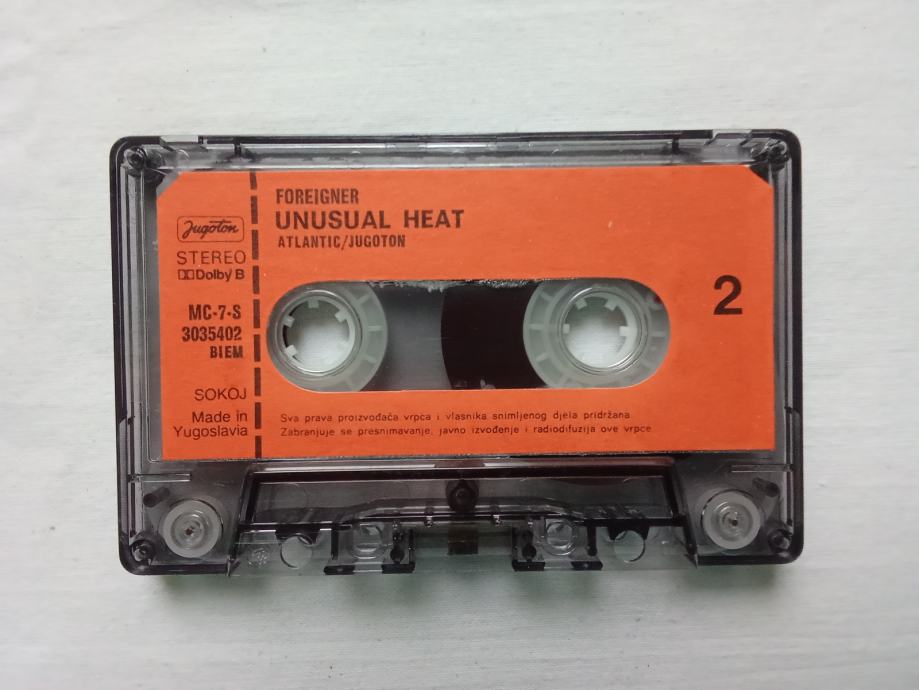 Jugoton
STEREO
Dolby B
MC-7-S
3035402
BIEM
SOKOJ
Made in
Yugoslavia
FOREIGNER
UNUSUAL HEAT
ATLANTIC/JUGOTON
2
Sva prava proizvođača vrpca i vlasnika snimljenog djela pridržana
Zabranjuje se presnimavanje, javno izvođenje i radiodifuzija ove vrpce